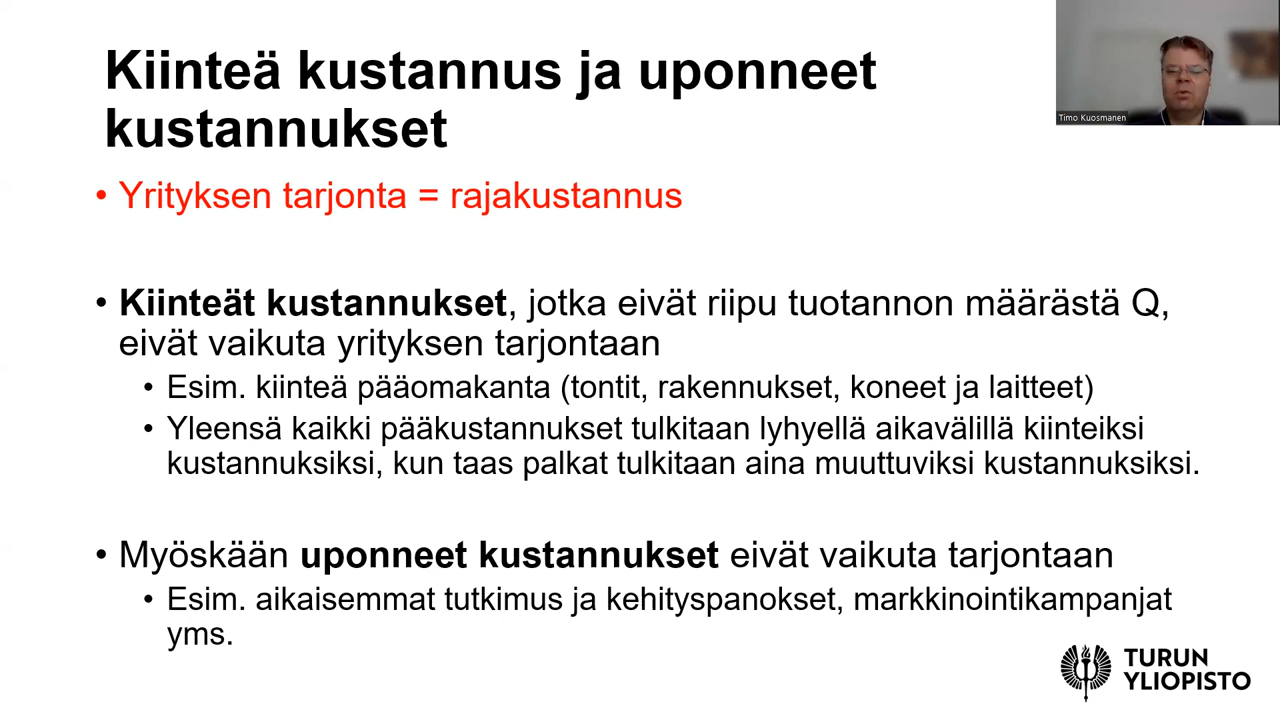 Kiinteä kustannus ja uponneet
kustannukset
Timo Kuosmanen
• Yrityksen tarjonta = rajakustannus
• Kiinteät kustannukset, jotka eivät riipu tuotannon määrästä Q,
eivät vaikuta yrityksen tarjontaan
• Esim. kiinteä pääomakanta (tontit, rakennukset, koneet ja laitteet)
• Yleensä kaikki pääkustannukset tulkitaan lyhyellä aikavälillä kiinteiksi
kustannuksiksi, kun taas palkat tulkitaan aina muuttuviksi kustannuksiksi.
• Myöskään uponneet kustannukset eivät vaikuta tarjontaan
• Esim. aikaisemmat tutkimus ja kehityspanokset, markkinointikampanjat
yms.
TURUN
YLIOPISTO